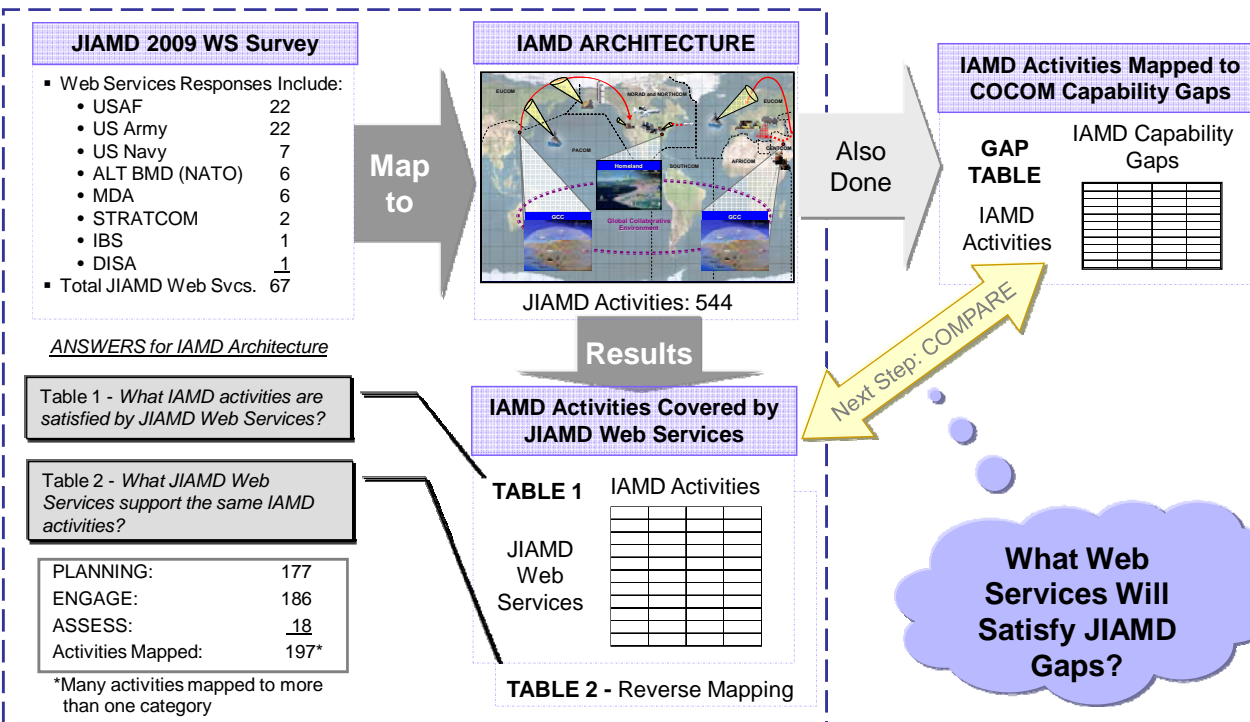 JIAMD 2009 WS Survey
▪ Web Services Responses Include:
• USAF 22
• US Army 22
• US Navy 7
• ALT BMD (NATO) 6
• MDA 6
• STRATCOM 2
• IBS 1
• DISA 1
▪ Total JIAMD Web Svcs. 67
Map
to
IAMD ARCHITECTURE
EUCOM
NORAD and NORTHCOM
EUCOM
PACOM
CENTCOM
AFRICOM
SOUTHCOM
Homeland
GCC
GCC
Global Collaborative
Environment
JIAMD Activities: 544
Also
Done
IAMD Activities Mapped to
COCOM Capability Gaps
GAP
TABLE
IAMD Capability
Gaps
IAMD
Activities
Results
Next Step: COMPARE
ANSWERS for IAMD Architecture
Table 1 - What IAMD activities are
satisfied by JIAMD Web Services?
Table 2 - What JIAMD Web
Services support the same IAMD
activities?
PLANNING: 177
ENGAGE: 186
ASSESS: 18
Activities Mapped: 197*
*Many activities mapped to more
than one category
IAMD Activities Covered by
JIAMD Web Services
TABLE 1
IAMD Activities
JIAMD
Web
Services
TABLE 2 - Reverse Mapping
What Web
Services Will
Satisfy JIAMD
Gaps?